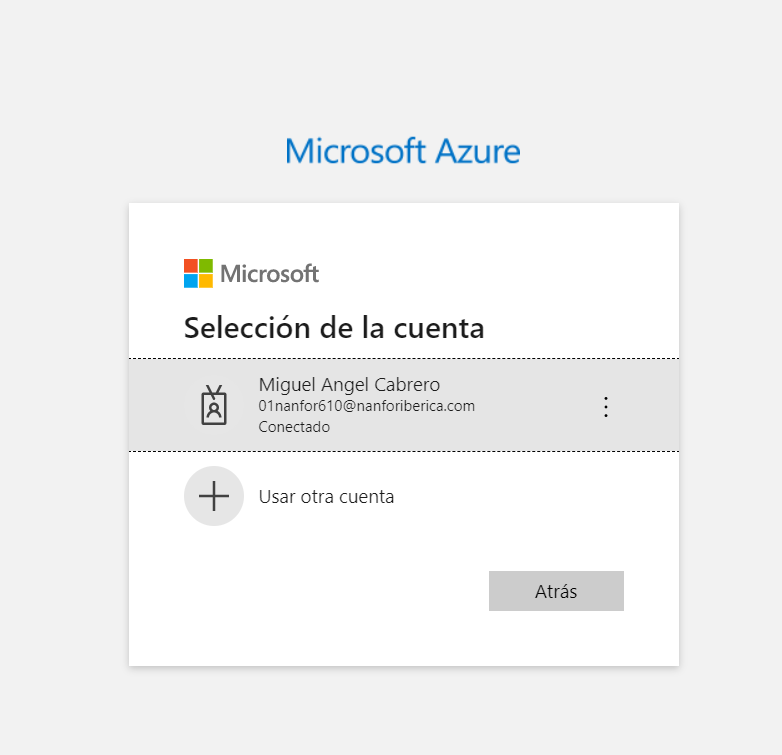 Microsoft Azure
Microsoft
Selección de la cuenta
Miguel Angel Cabrero
01nanfor610@nanforiberica.com
Conectado
Usar otra cuenta
Atrás